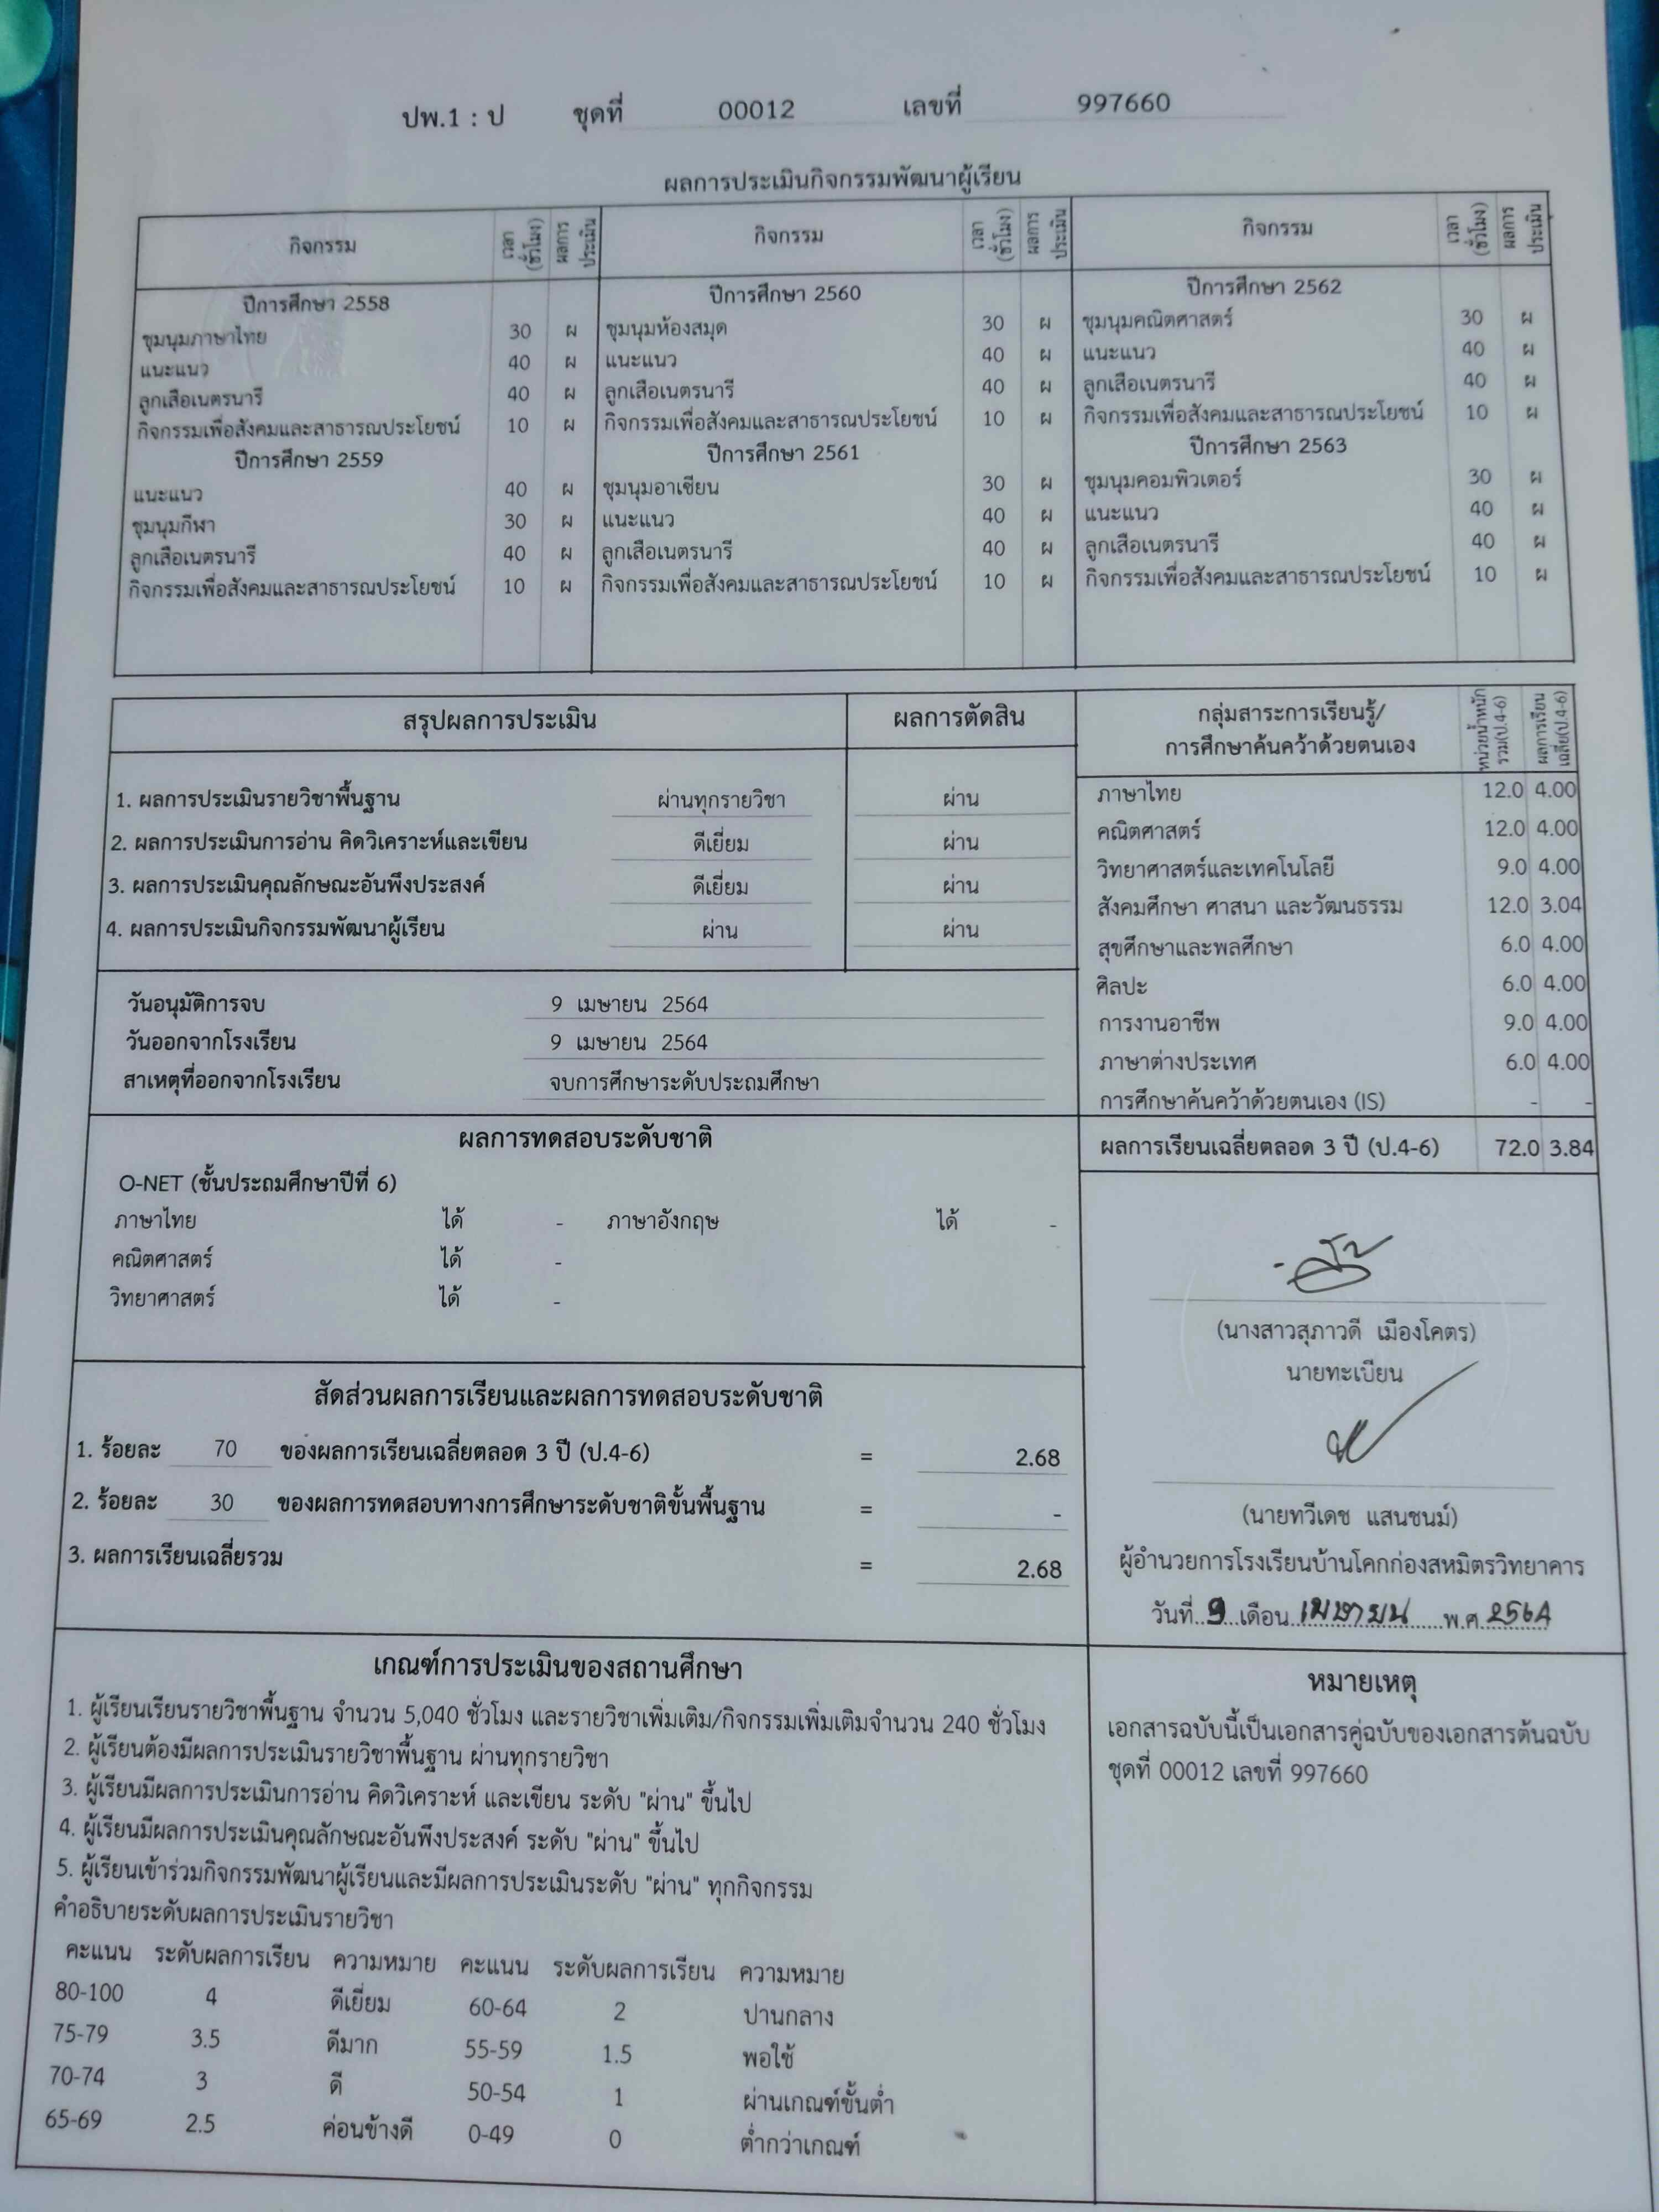 ปพ.1 : ป ชุดที่ 00012 เลขที่ 997660
ผลการประเมินกิจกรรมพัฒนาผู้เรียน
กิจกรรม เวลา (ชั่วโมง) ผลการประเมิน กิจกรรม เวลา (ชั่วโมง) ผลการประเมิน กิจกรรม เวลา (ชั่วโมง) ผลการประเมิน
ปีการศึกษา 2558 ปีการศึกษา 2560 ปีการศึกษา 2562
ชุมนุมภาษาไทย 30 ผ ชุมนุมห้องสมุด 30 ผ ชุมนุมคณิตศาสตร์ 30 ผ
แนะแนว 40 ผ แนะแนว 40 ผ แนะแนว 40 ผ
ลูกเสือเนตรนารี 40 ผ ลูกเสือเนตรนารี 40 ผ ลูกเสือเนตรนารี 40 ผ
กิจกรรมเพื่อสังคมและสาธารณประโยชน์ 10 ผ กิจกรรมเพื่อสังคมและสาธารณประโยชน์ 10 ผ กิจกรรมเพื่อสังคมและสาธารณประโยชน์ 10 ผ
ปีการศึกษา 2559 ปีการศึกษา 2561 ปีการศึกษา 2563
แนะแนว 40 ผ ชุมนุมอาเซียน 30 ผ ชุมนุมคอมพิวเตอร์ 30 ผ
ชุมนุมกีฬา 30 ผ แนะแนว 40 ผ แนะแนว 40 ผ
ลูกเสือเนตรนารี 40 ผ ลูกเสือเนตรนารี 40 ผ ลูกเสือเนตรนารี 40 ผ
กิจกรรมเพื่อสังคมและสาธารณประโยชน์ 10 ผ กิจกรรมเพื่อสังคมและสาธารณประโยชน์ 10 ผ กิจกรรมเพื่อสังคมและสาธารณประโยชน์ 10 ผ
สรุปผลการประเมิน ผลการตัดสิน
1. ผลการประเมินรายวิชาพื้นฐาน ผ่านทุกรายวิชา ผ่าน
2. ผลการประเมินการอ่าน คิดวิเคราะห์และเขียน ดีเยี่ยม ผ่าน
3. ผลการประเมินคุณลักษณะอันพึงประสงค์ ดีเยี่ยม ผ่าน
4. ผลการประเมินกิจกรรมพัฒนาผู้เรียน ผ่าน ผ่าน
วันอนุมัติการจบ 9 เมษายน 2564
วันออกจากโรงเรียน 9 เมษายน 2564
สาเหตุที่ออกจากโรงเรียน จบการศึกษาระดับประถมศึกษา
กลุ่มสาระการเรียนรู้/
การศึกษาค้นคว้าด้วยตนเอง หน่วยน้ำหนักรวม(ป.4-6) ผลการเรียนเฉลี่ย(ป.4-6)
ภาษาไทย 12.0 4.00
คณิตศาสตร์ 12.0 4.00
วิทยาศาสตร์และเทคโนโลยี 9.0 4.00
สังคมศึกษา ศาสนา และวัฒนธรรม 12.0 3.04
สุขศึกษาและพลศึกษา 6.0 4.00
ศิลปะ 6.0 4.00
การงานอาชีพ 9.0 4.00
ภาษาต่างประเทศ 6.0 4.00
การศึกษาค้นคว้าด้วยตนเอง (IS) - -
ผลการเรียนเฉลี่ยตลอด 3 ปี (ป.4-6) 72.0 3.84
ผลการทดสอบระดับชาติ
O-NET (ชั้นประถมศึกษาปีที่ 6)
ภาษาไทย ได้ - ภาษาอังกฤษ ได้ -
คณิตศาสตร์ ได้ -
วิทยาศาสตร์ ได้ -
สัดส่วนผลการเรียนและผลการทดสอบระดับชาติ
1. ร้อยละ 70 ของผลการเรียนเฉลี่ยตลอด 3 ปี (ป.4-6) = 2.68
2. ร้อยละ 30 ของผลการทดสอบทางการศึกษาระดับชาติขั้นพื้นฐาน = -
3. ผลการเรียนเฉลี่ยรวม = 2.68
(นางสาวสุภาวดี เมืองโคตร)
นายทะเบียน
(นายทวีเดช แสนชนม์)
ผู้อำนวยการโรงเรียนบ้านโคกก่องสหมิตรวิทยาคาร
วันที่ 9 เดือน เมษายน พ.ศ. 2564
เกณฑ์การประเมินของสถานศึกษา
1. ผู้เรียนเรียนรายวิชาพื้นฐาน จำนวน 5,040 ชั่วโมง และรายวิชาเพิ่มเติม/กิจกรรมเพิ่มเติมจำนวน 240 ชั่วโมง
2. ผู้เรียนต้องมีผลการประเมินรายวิชาพื้นฐาน ผ่านทุกรายวิชา
3. ผู้เรียนมีผลการประเมินการอ่าน คิดวิเคราะห์ และเขียน ระดับ "ผ่าน" ขึ้นไป
4. ผู้เรียนมีผลการประเมินคุณลักษณะอันพึงประสงค์ ระดับ "ผ่าน" ขึ้นไป
5. ผู้เรียนเข้าร่วมกิจกรรมพัฒนาผู้เรียนและมีผลการประเมินระดับ "ผ่าน" ทุกกิจกรรม
คำอธิบายระดับผลการประเมินรายวิชา
คะแนน ระดับผลการเรียน ความหมาย คะแนน ระดับผลการเรียน ความหมาย
80-100 4 ดีเยี่ยม 60-64 2 ปานกลาง
75-79 3.5 ดีมาก 55-59 1.5 พอใช้
70-74 3 ดี 50-54 1 ผ่านเกณฑ์ขั้นต่ำ
65-69 2.5 ค่อนข้างดี 0-49 0 ต่ำกว่าเกณฑ์
หมายเหตุ
เอกสารฉบับนี้เป็นเอกสารคู่ฉบับของเอกสารต้นฉบับ
ชุดที่ 00012 เลขที่ 997660